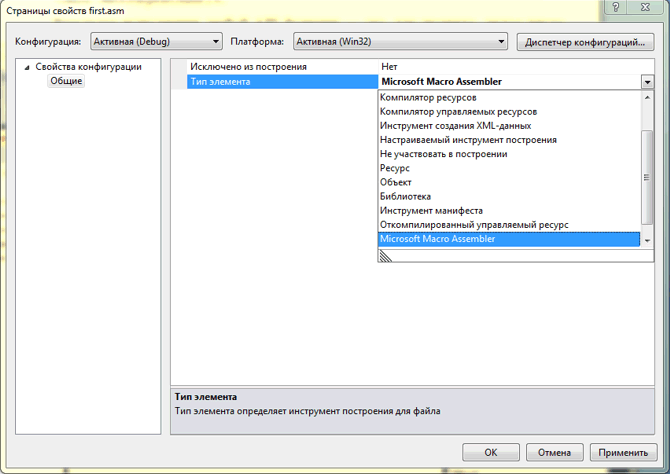 Страницы свойств first.asm
Конфигурация: Активная (Debug) Платформа: Активная (Win32) Диспетчер конфигураций...
Свойства конфигурации
Общие
Исключено из построения Нет
Тип элемента Microsoft Macro Assembler
Компилятор ресурсов
Компилятор управляемых ресурсов
Инструмент создания XML-данных
Настраиваемый инструмент построения
Не участвовать в построении
Ресурс
Объект
Библиотека
Инструмент манифеста
Откомпилированный управляемый ресурс
Microsoft Macro Assembler
Тип элемента
Тип элемента определяет инструмент построения для файла
ОК Отмена Применить